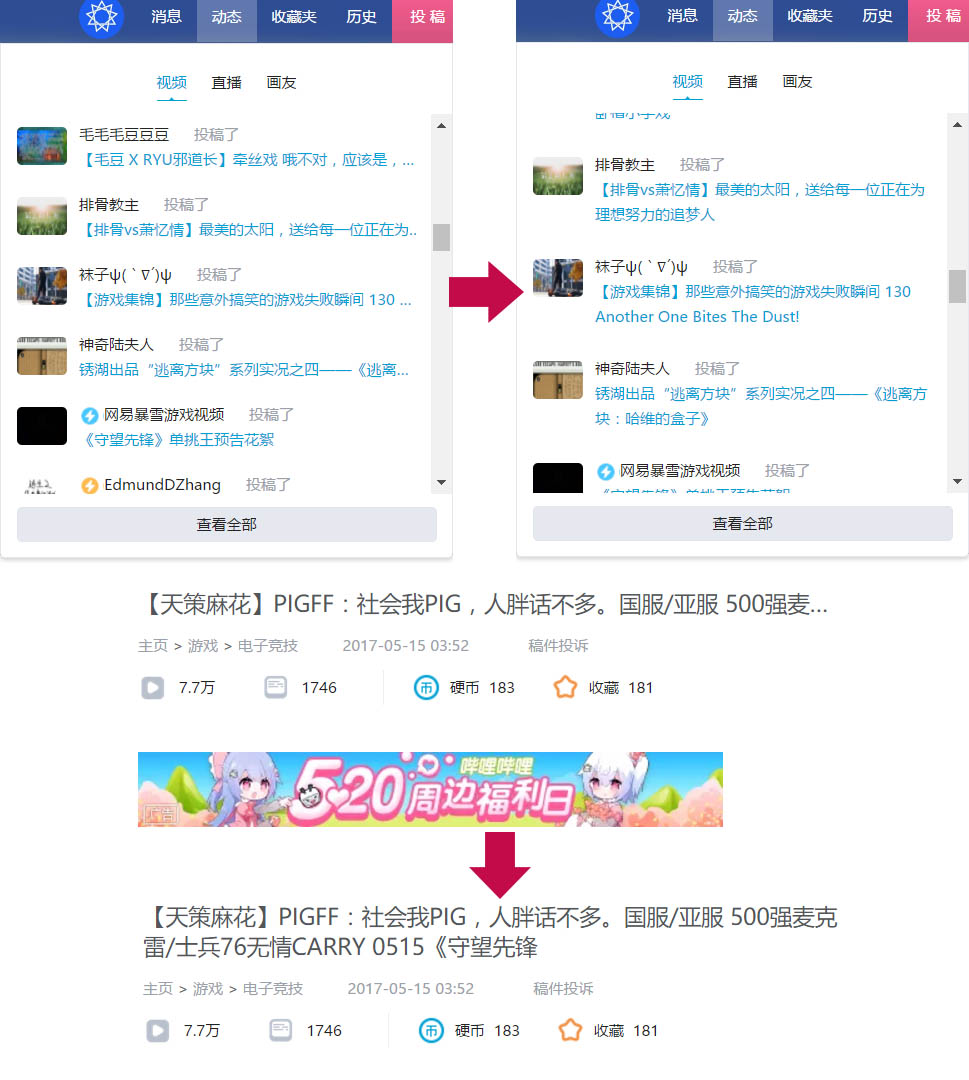 消息 动态 收藏夹 历史 投 稿
视频 直播 画友
毛毛毛豆豆豆 投稿了
【毛豆 X RYU邪道长】牵丝戏 哦不对，应该是，...
排骨教主 投稿了
【排骨vs萧忆情】最美的太阳，送给每一位正在为..
袜子ψ(｀∇´)ψ 投稿了
【游戏集锦】那些意外搞笑的游戏失败瞬间 130 ...
神奇陆夫人 投稿了
锈湖出品“逃离方块”系列实况之四——《逃离...
网易暴雪游戏视频 投稿了
《守望先锋》单挑王预告花絮
EdmundDZhang 投稿了
查看全部
消息 动态 收藏夹 历史 投 稿
视频 直播 画友
排骨教主 投稿了
【排骨vs萧忆情】最美的太阳，送给每一位正在为
理想努力的追梦人
袜子ψ(｀∇´)ψ 投稿了
【游戏集锦】那些意外搞笑的游戏失败瞬间 130
Another One Bites The Dust!
神奇陆夫人 投稿了
锈湖出品“逃离方块”系列实况之四——《逃离方
块：哈维的盒子》
网易暴雪游戏视频 投稿了
《守望先锋》单挑王预告花絮
查看全部
【天策麻花】PIGFF：社会我PIG，人胖话不多。国服/亚服 500强麦...
主页 > 游戏 > 电子竞技 2017-05-15 03:52 稿件投诉
7.7万 1746 币 硬币 183 收藏 181
哔哩哔哩
520周边福利日
广告
【天策麻花】PIGFF：社会我PIG，人胖话不多。国服/亚服 500强麦克
雷/士兵76无情CARRY 0515《守望先锋
主页 > 游戏 > 电子竞技 2017-05-15 03:52 稿件投诉
7.7万 1746 币 硬币 183 收藏 181